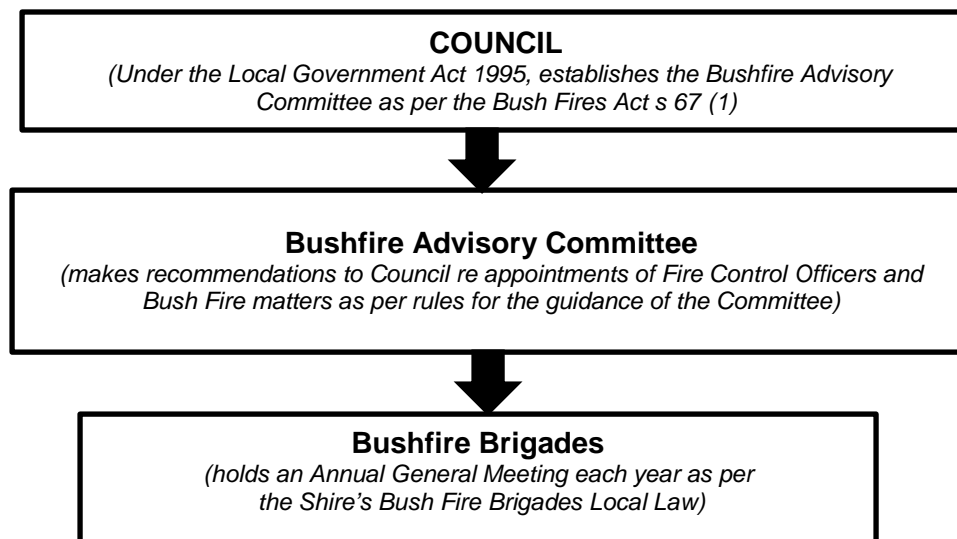 COUNCIL
(Under the Local Government Act 1995, establishes the Bushfire Advisory
Committee as per the Bush Fires Act s 67 (1)
Bushfire Advisory Committee
(makes recommendations to Council re appointments of Fire Control Officers and
Bush Fire matters as per rules for the guidance of the Committee)
Bushfire Brigades
(holds an Annual General Meeting each year as per
the Shire's Bush Fire Brigades Local Law)